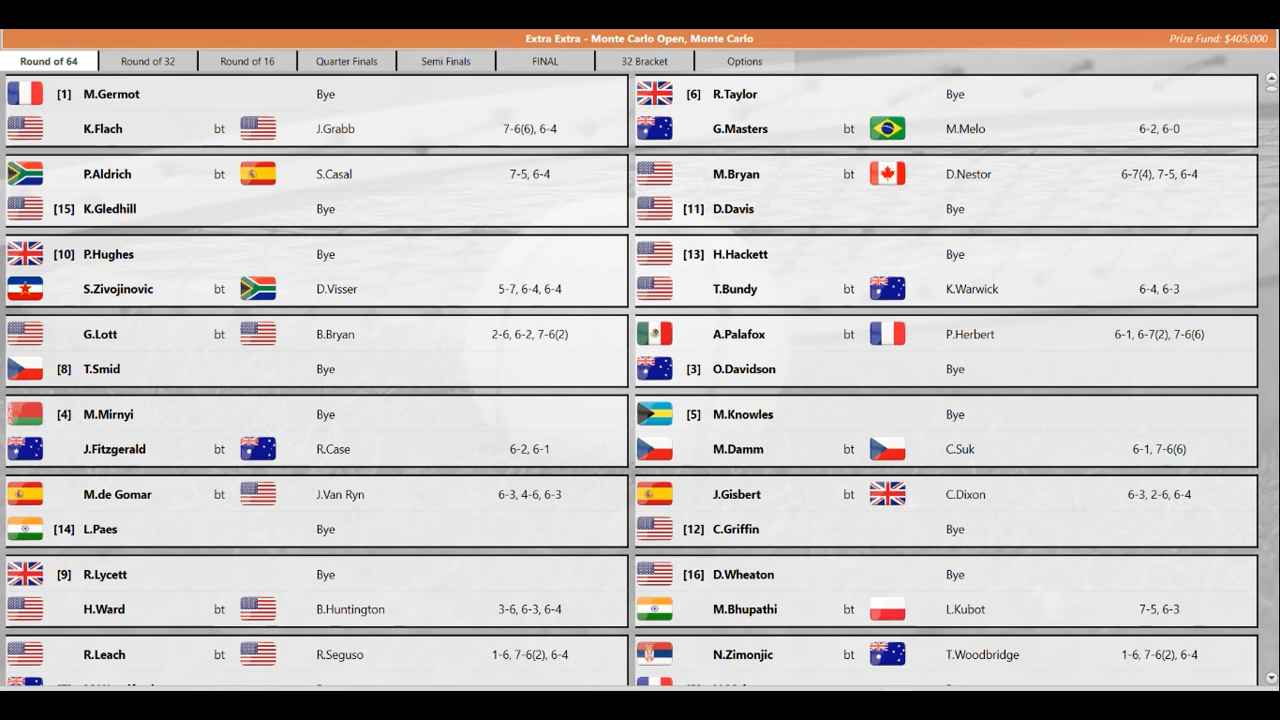 Extra Extra - Monte Carlo Open, Monte Carlo
Prize Fund: $405,000
Round of 64 Round of 32 Round of 16 Quarter Finals Semi Finals FINAL 32 Bracket Options
[1] M.Germot Bye
K.Flach bt J.Grabb 7-6(6), 6-4
P.Aldrich bt S.Casal 7-5, 6-4
[15] K.Gledhill Bye
[10] P.Hughes Bye
S.Zivojinovic bt D.Visser 5-7, 6-4, 6-4
G.Lott bt B.Bryan 2-6, 6-2, 7-6(2)
[8] T.Smid Bye
[4] M.Mirnyi Bye
J.Fitzgerald bt R.Case 6-2, 6-1
M.de Gomar bt J.Van Ryn 6-3, 4-6, 6-3
[14] L.Paes Bye
[9] R.Lycett Bye
H.Ward bt B.Huntington 3-6, 6-3, 6-4
R.Leach bt R.Seguso 1-6, 7-6(2), 6-4
[6] R.Taylor Bye
G.Masters bt M.Melo 6-2, 6-0
M.Bryan bt D.Nestor 6-7(4), 7-5, 6-4
[11] D.Davis Bye
[13] H.Hackett Bye
T.Bundy bt K.Warwick 6-4, 6-3
A.Palafox bt P.Herbert 6-1, 6-7(2), 7-6(6)
[3] O.Davidson Bye
[5] M.Knowles Bye
M.Damm bt C.Suk 6-1, 7-6(6)
J.Gisbert bt C.Dixon 6-3, 2-6, 6-4
[12] C.Griffin Bye
[16] D.Wheaton Bye
M.Bhupathi bt L.Kubot 7-5, 6-3
N.Zimonjic bt T.Woodbridge 1-6, 7-6(2), 6-4